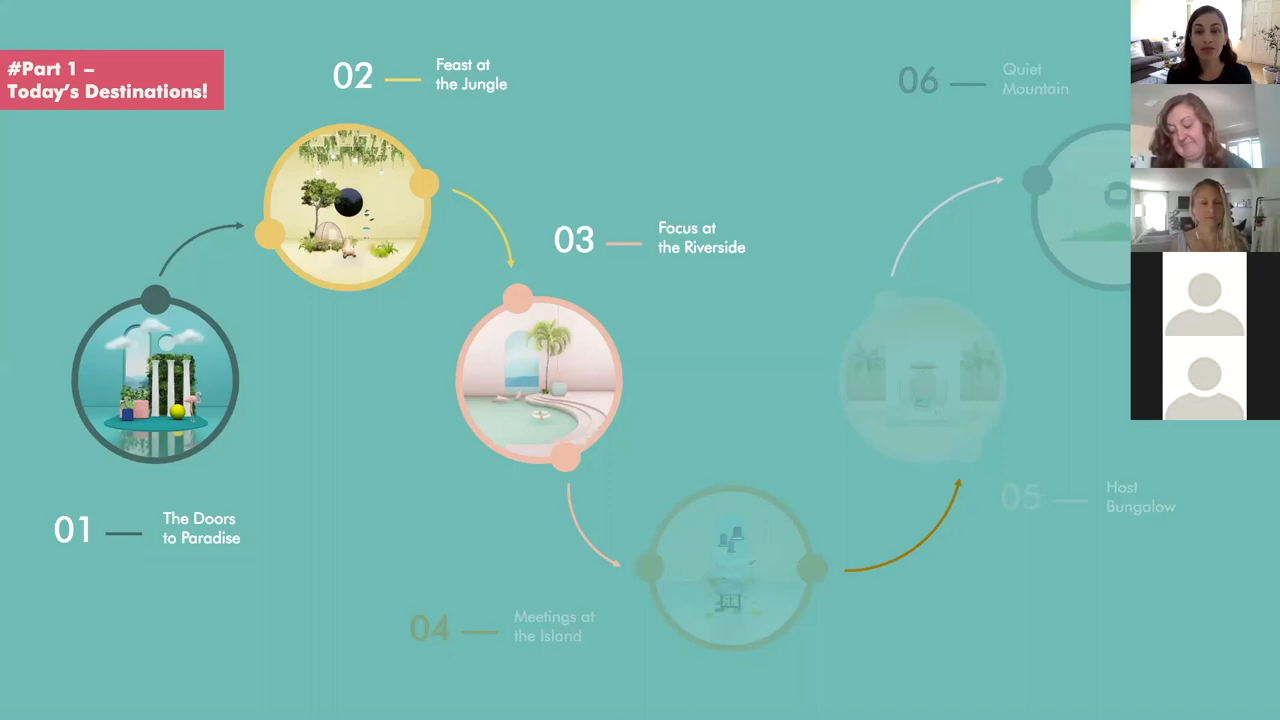 #Part 1 –
Today's Destinations!
02
Feast at
the Jungle
06
Quiet
Mountain
03
Focus at
the Riverside
01
The Doors
to Paradise
05
Host
Bungalow
04
Meetings at
the Island